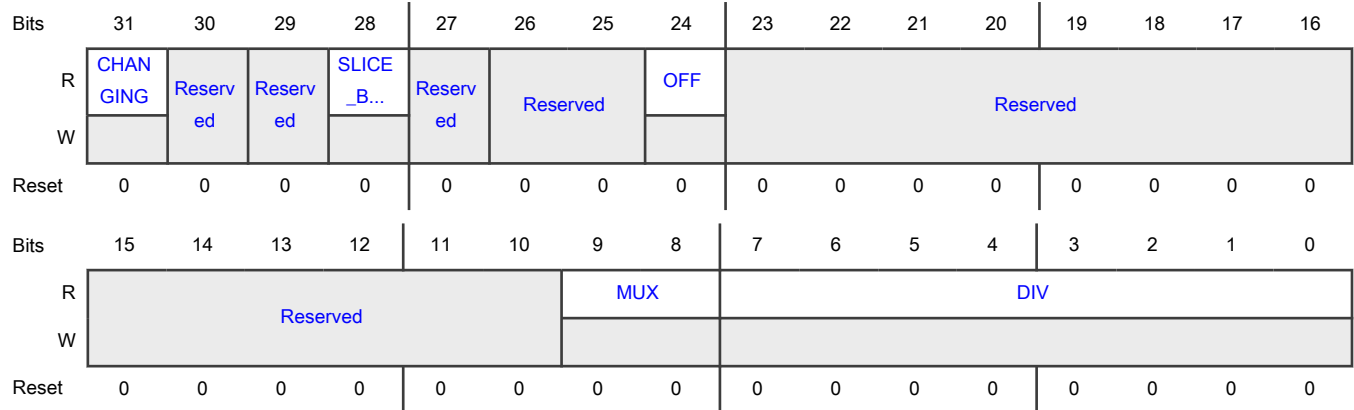 Bits 31 30 29 28 27 26 25 24 23 22 21 20 19 18 17 16
R CHAN Reserv Reserv SLICE Reserv Reserved OFF Reserved
GING ed ed _B... ed
W
Reset 0 0 0 0 0 0 0 0 0 0 0 0 0 0 0 0
Bits 15 14 13 12 11 10 9 8 7 6 5 4 3 2 1 0
R Reserved MUX DIV
W
Reset 0 0 0 0 0 0 0 0 0 0 0 0 0 0 0 0